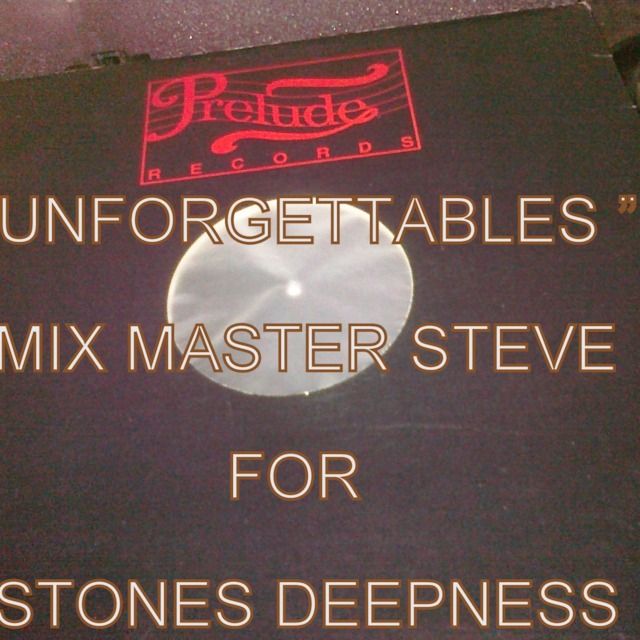 Prelude
RECORDS
UNFORGETTABLES ”
MIX MASTER STEVE
FOR
STONES DEEPNESS